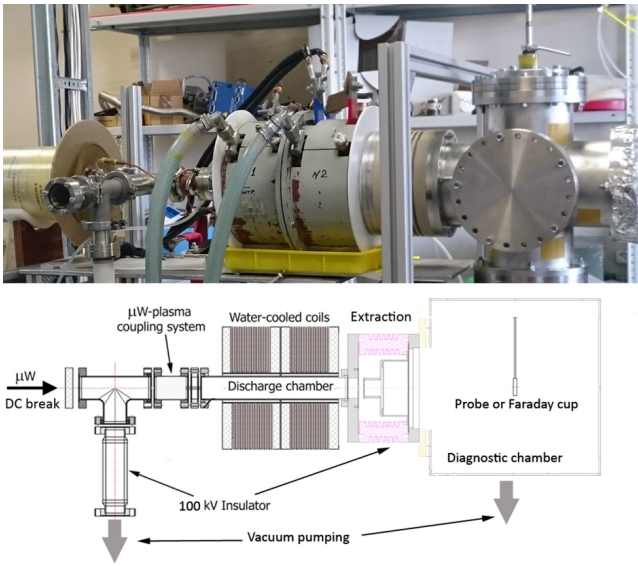 1
N2
μW-plasma
coupling system
Water-cooled coils
Extraction
μW
DC break
Discharge chamber
Probe or Faraday cup
Diagnostic chamber
100 kV Insulator
Vacuum pumping